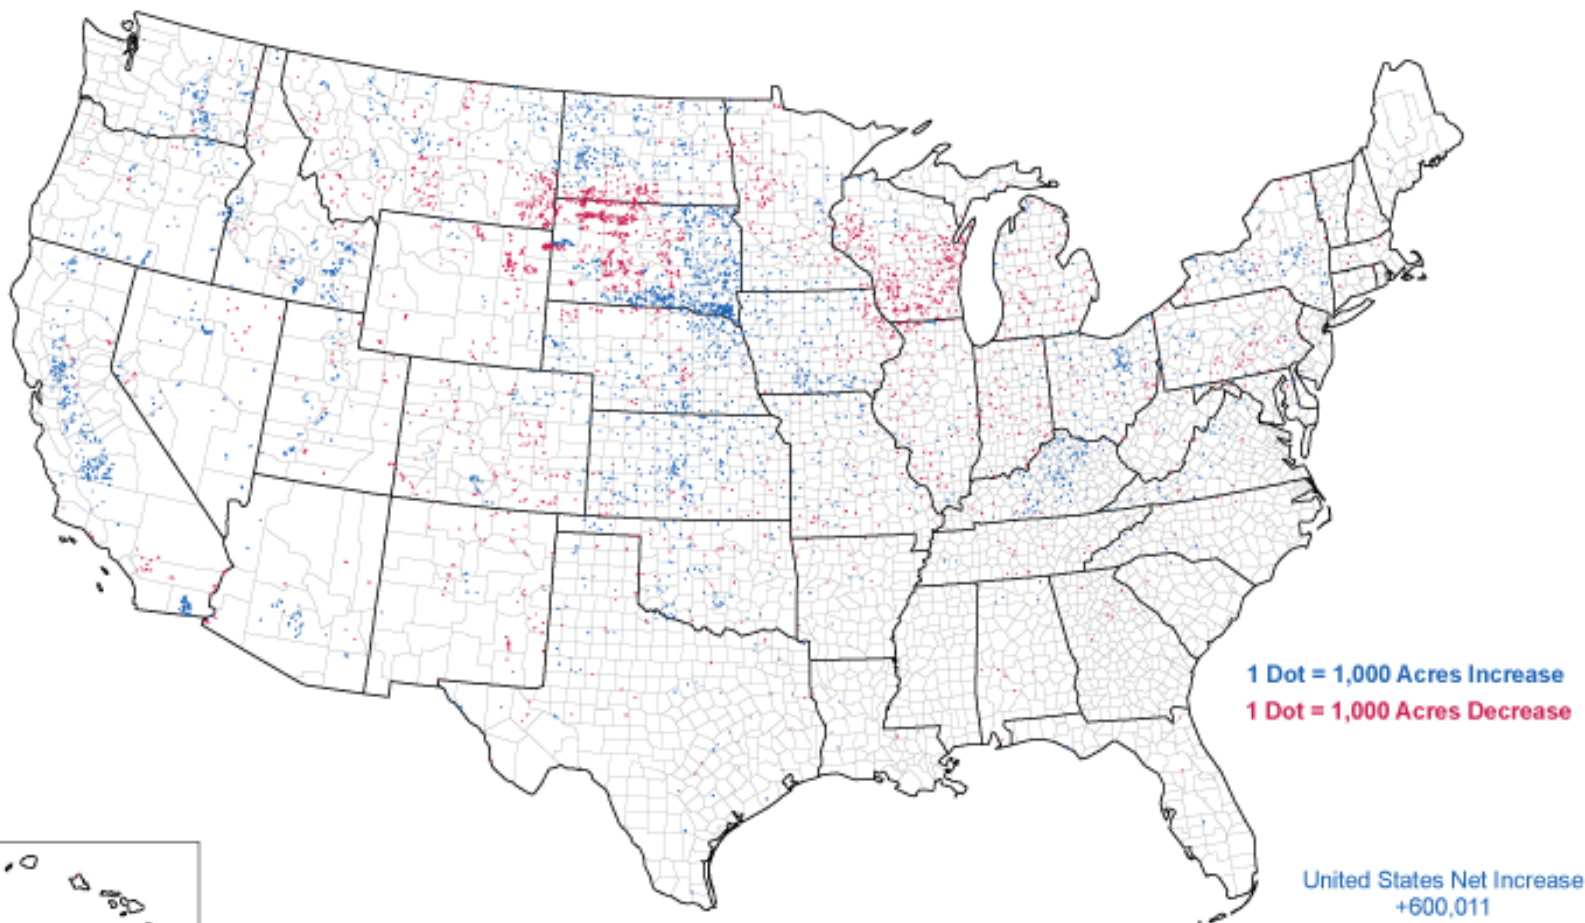 1 Dot = 1,000 Acres Increase
1 Dot = 1,000 Acres Decrease
United States Net Increase
+600,011